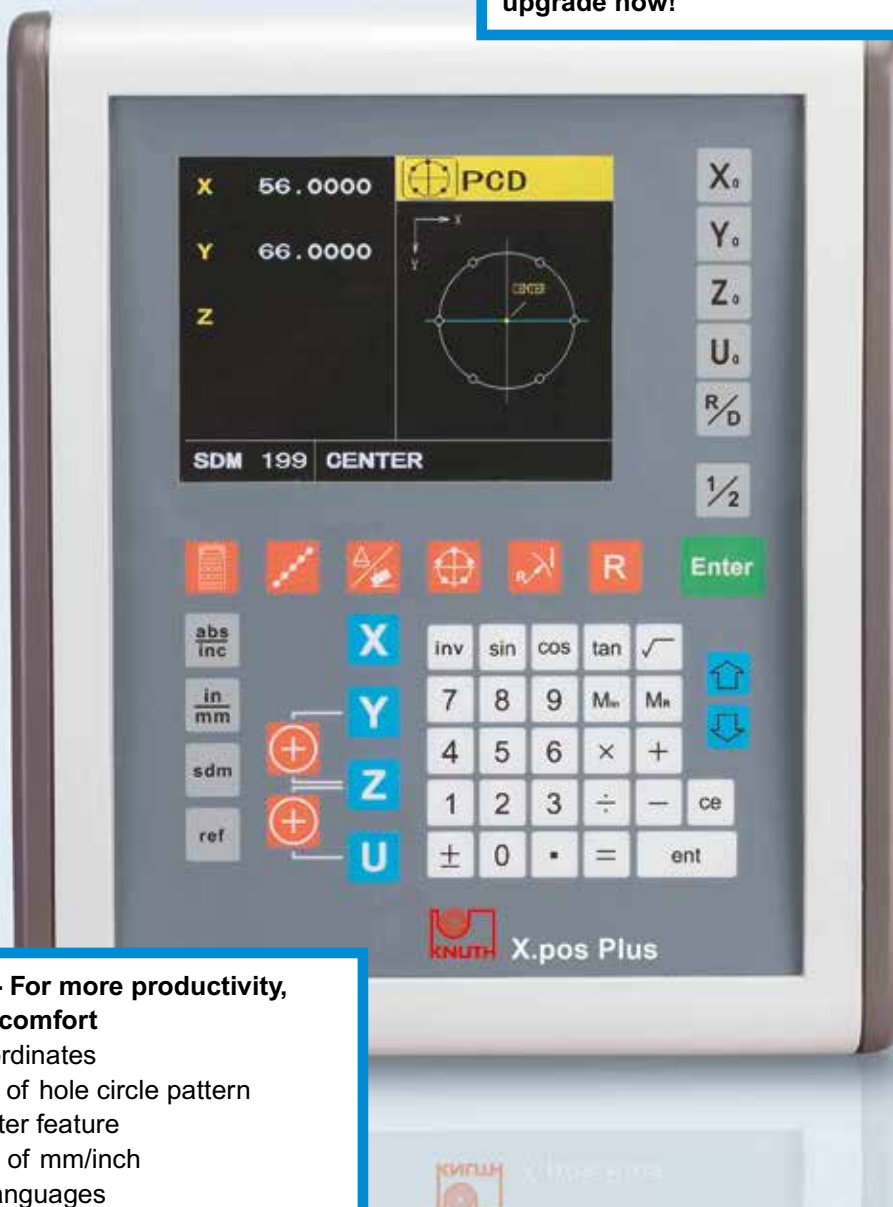 upgrade now!
X 56.0000
PCD
X
Y
Y 66.0000
CENTER
Z
SDM 199 CENTER
X0
Y0
Z0
U0
R/D
1/2
R
R
Enter
abs
inc
X
inv sin cos tan √
in
mm
Y
7 8 9 Min MR
sdm
4 5 6 × +
Z
1 2 3 ÷ − ce
ref
U
± 0 . = ent
KNUTH X.pos Plus
For more productivity,
comfort
of hole circle pattern
feature
of mm/inch